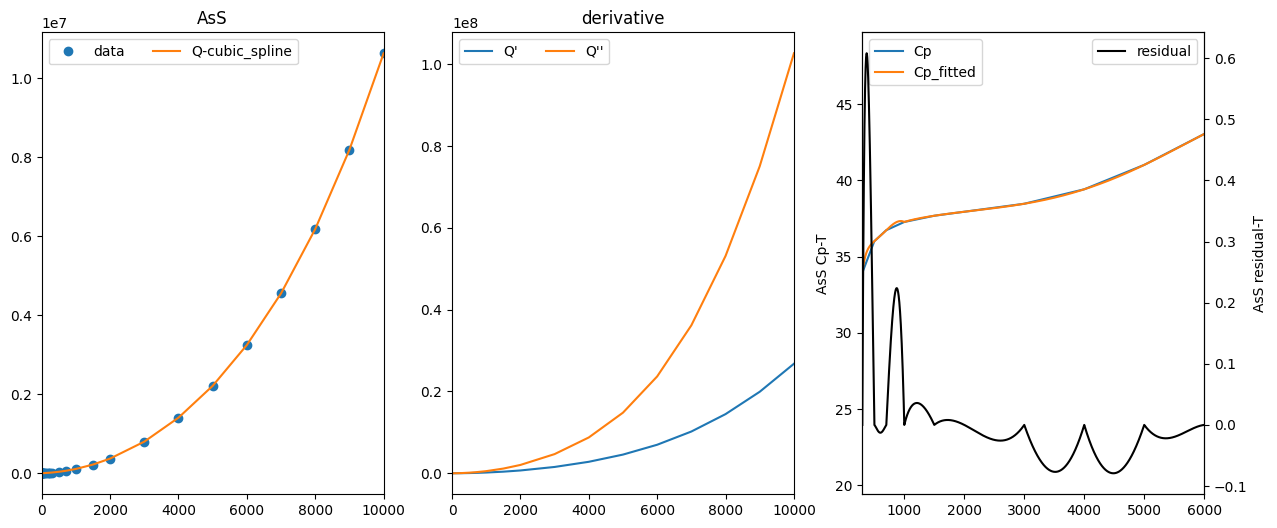 AsS
1e7
data
Q-cubic_spline
1.0
0.8
0.6
0.4
0.2
0.0
0 2000 4000 6000 8000 10000
derivative
1e8
Q'
Q''
1.0
0.8
0.6
0.4
0.2
0.0
0 2000 4000 6000 8000 10000
Cp
Cp_fitted
residual
AsS Cp-T
45
40
35
30
25
20
1000 2000 3000 4000 5000 6000
0.6
0.5
0.4
0.3
0.2
0.1
0.0
−0.1
AsS residual-T